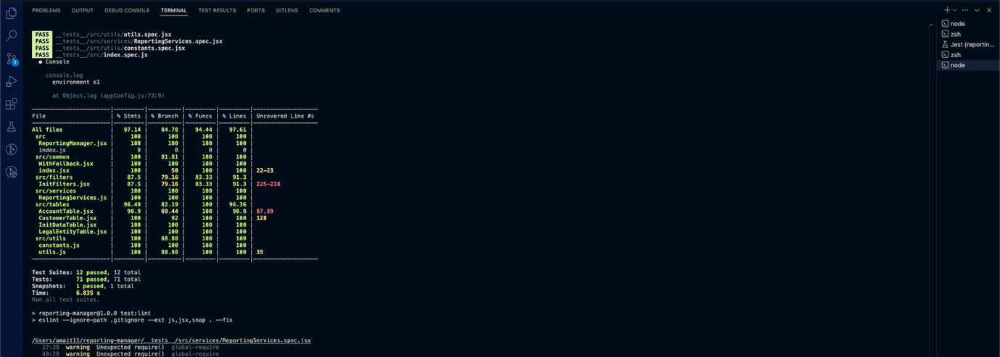 PROBLEMS OUTPUT DEBUG CONSOLE TERMINAL TEST RESULTS PORTS GITLENS COMMENTS
PASS __tests__/src/utils/utils.spec.jsx
PASS __tests__/src/services/ReportingServices.spec.jsx
PASS __tests__/src/utils/constants.spec.jsx
PASS __tests__/src/index.spec.js
● Console
console.log
environment e1
at Object.log (appConfig.js:73:9)
File | % Stmts | % Branch | % Funcs | % Lines | Uncovered Line #s
All files | 97.14 | 84.78 | 94.44 | 97.61 |
src | 100 | 100 | 100 | 100 |
ReportingManager.jsx | 100 | 100 | 100 | 100 |
index.js | 0 | 0 | 0 | 0 |
src/common | 100 | 81.81 | 100 | 100 |
WithFallback.jsx | 100 | 100 | 100 | 100 |
index.jsx | 100 | 50 | 100 | 100 | 22-23
src/filters | 87.5 | 79.16 | 83.33 | 91.3 |
InitFilters.jsx | 87.5 | 79.16 | 83.33 | 91.3 | 225-238
src/services | 100 | 100 | 100 | 100 |
ReportingServices.js | 100 | 100 | 100 | 100 |
src/tables | 96.49 | 82.19 | 100 | 96.36 |
AccountTable.jsx | 90.9 | 69.44 | 100 | 90.9 | 87,89
CustomerTable.jsx | 100 | 92 | 100 | 100 | 128
InitDataTable.jsx | 100 | 100 | 100 | 100 |
LegalEntityTable.jsx | 100 | 100 | 100 | 100 |
src/utils | 100 | 88.88 | 100 | 100 |
constants.js | 100 | 100 | 100 | 100 |
utils.js | 100 | 88.88 | 100 | 100 | 35
Test Suites: 12 passed, 12 total
Tests: 71 passed, 71 total
Snapshots: 1 passed, 1 total
Time: 6.835 s
Ran all test suites.
> reporting-manager@1.0.0 test:lint
> eslint --ignore-path .gitignore --ext js,jsx,snap . --fix
/Users/amait11/reporting-manager/__tests__/src/services/ReportingServices.spec.jsx
27:29 warning Unexpected require() global-require
49:29 warning Unexpected require() global-require
node
zsh
Jest (reportin...
zsh
node
1